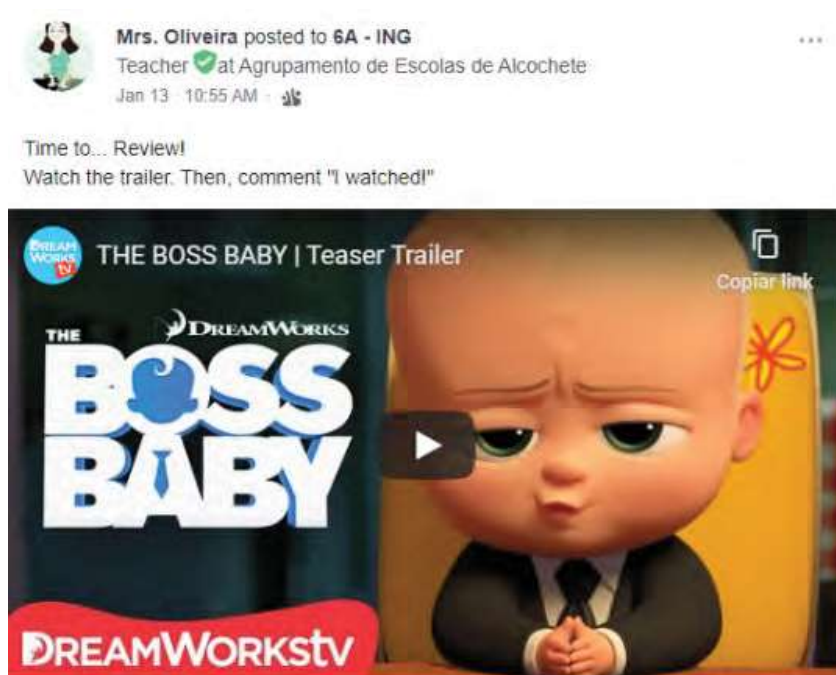 Mrs. Oliveira posted to 6A - ING
Teacher at Agrupamento de Escolas de Alcochete
Jan 13 · 10:55 AM ·
Time to... Review!
Watch the trailer. Then, comment "I watched!"
DREAMWORKS TV
THE BOSS BABY | Teaser Trailer
Copiar link
DREAMWORKS
THE
BOSS
BABY
DREAMWORKStv